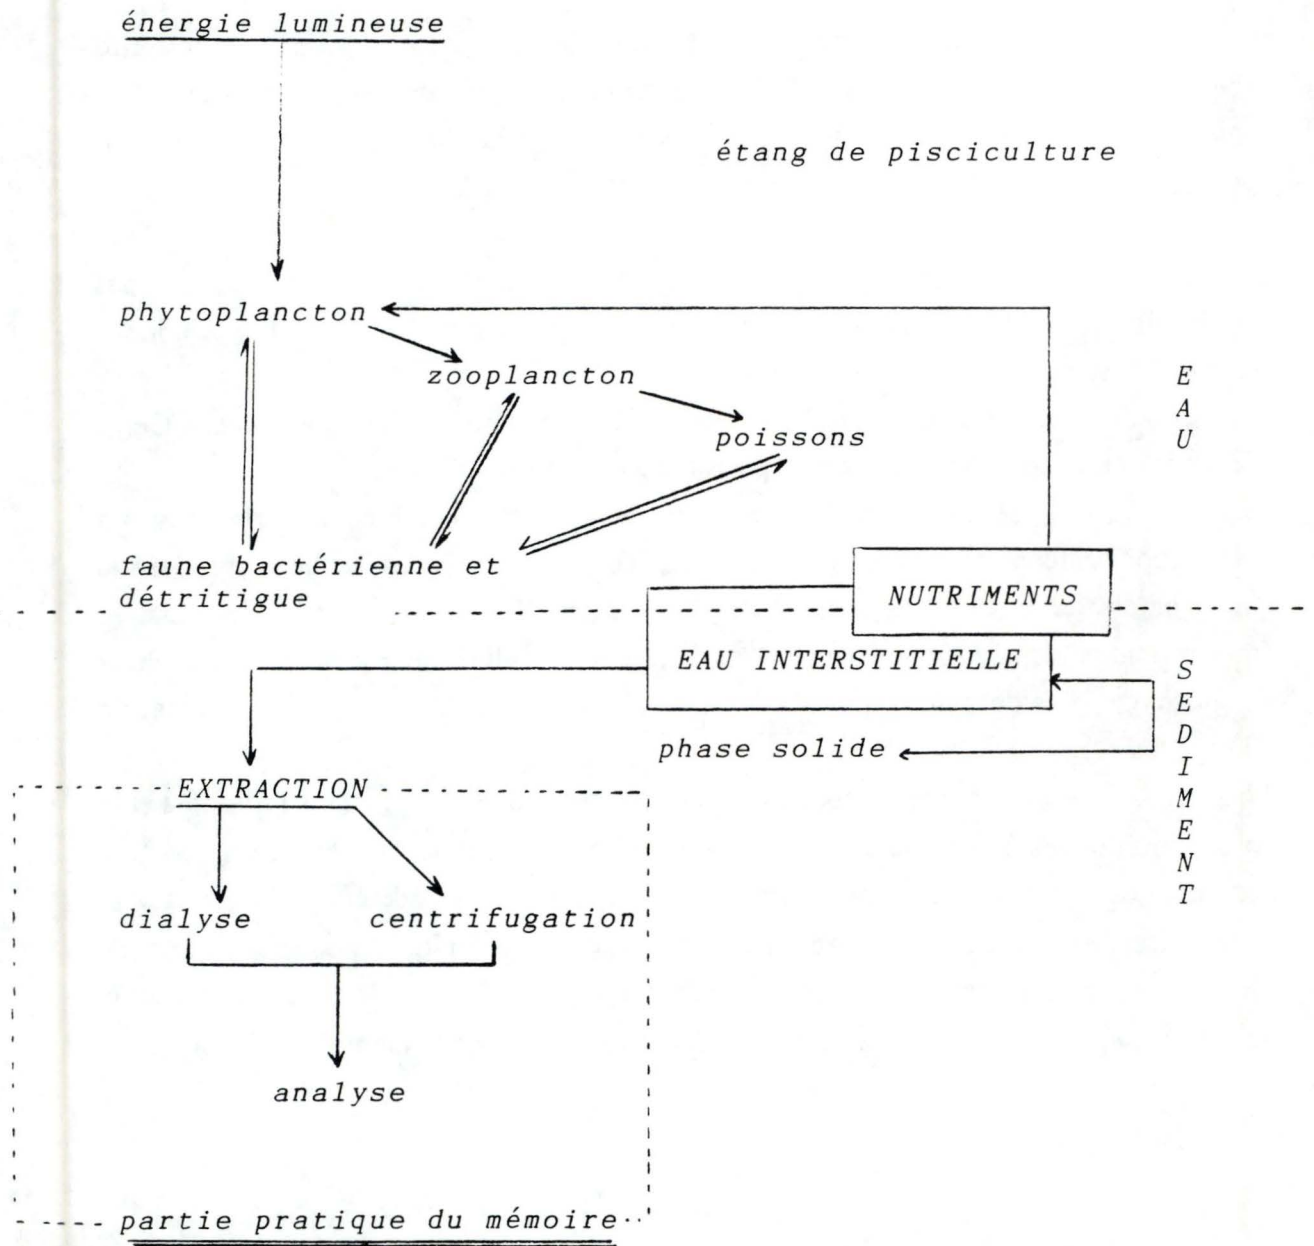 énergie lumineuse
étang de pisciculture
phytoplancton
zooplancton
poissons
E
A
U
faune bactérienne et
détritigue
NUTRIMENTS
EAU INTERSTITIELLE
phase solide
S
E
D
I
M
E
N
T
EXTRACTION
dialyse
centrifugation
analyse
partie pratique du mémoire